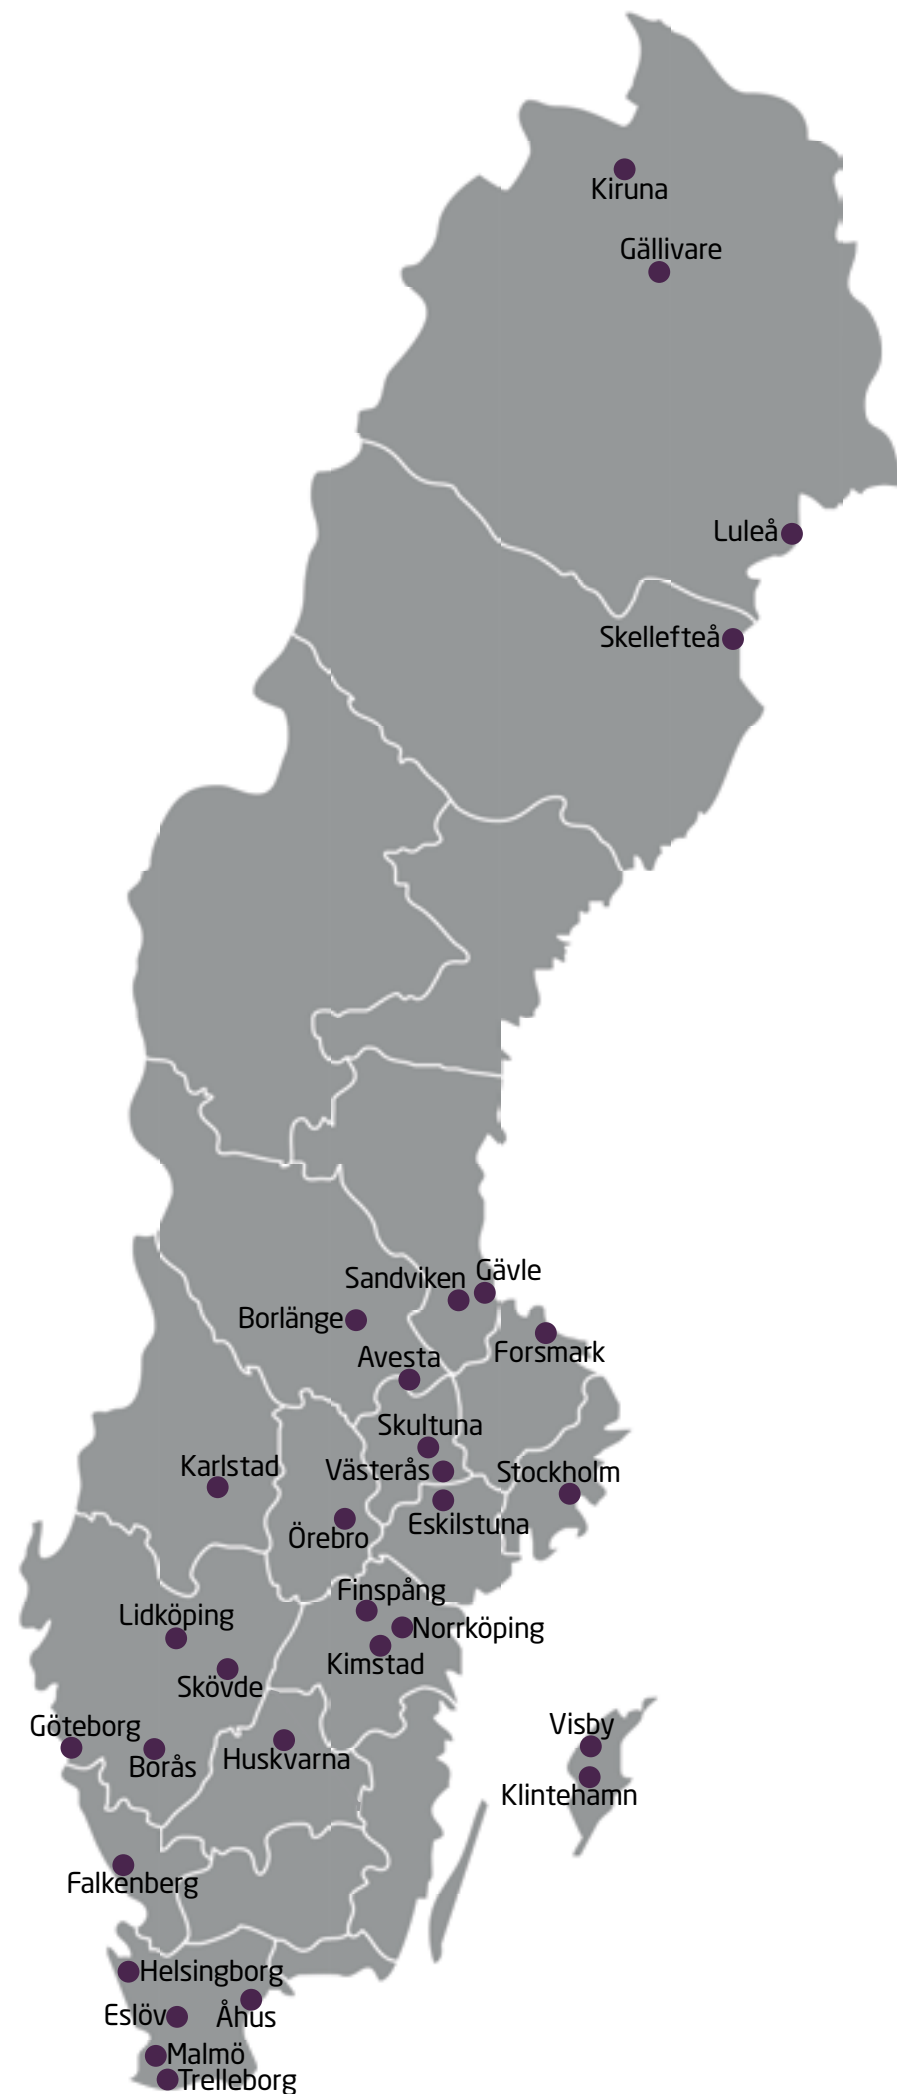 Kiruna
Gällivare
Luleå
Skellefteå
Gävle
Sandviken
Borlänge
Forsmark
Avesta
Skultuna
Karlstad
Västerås
Stockholm
Eskilstuna
Örebro
Finspång
Lidköping
Norrköping
Kimstad
Skövde
Göteborg
Visby
Borås
Huskvarna
Klintehamn
Falkenberg
Helsingborg
Eslöv
Åhus
Malmö
Trelleborg